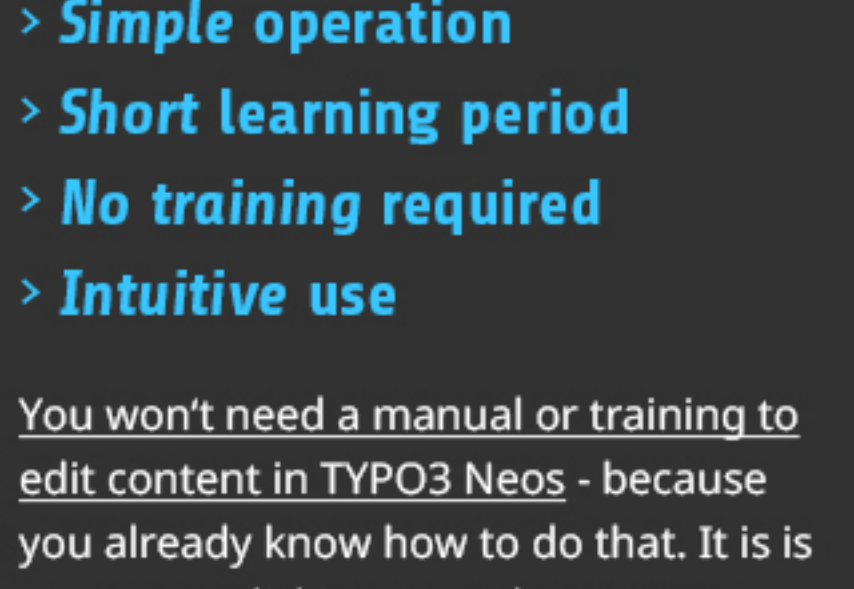 > Simple operation
> Short learning period
> No training required
> Intuitive use
You won‘t need a manual or training to
edit content in TYPO3 Neos - because
you already know how to do that. It is is